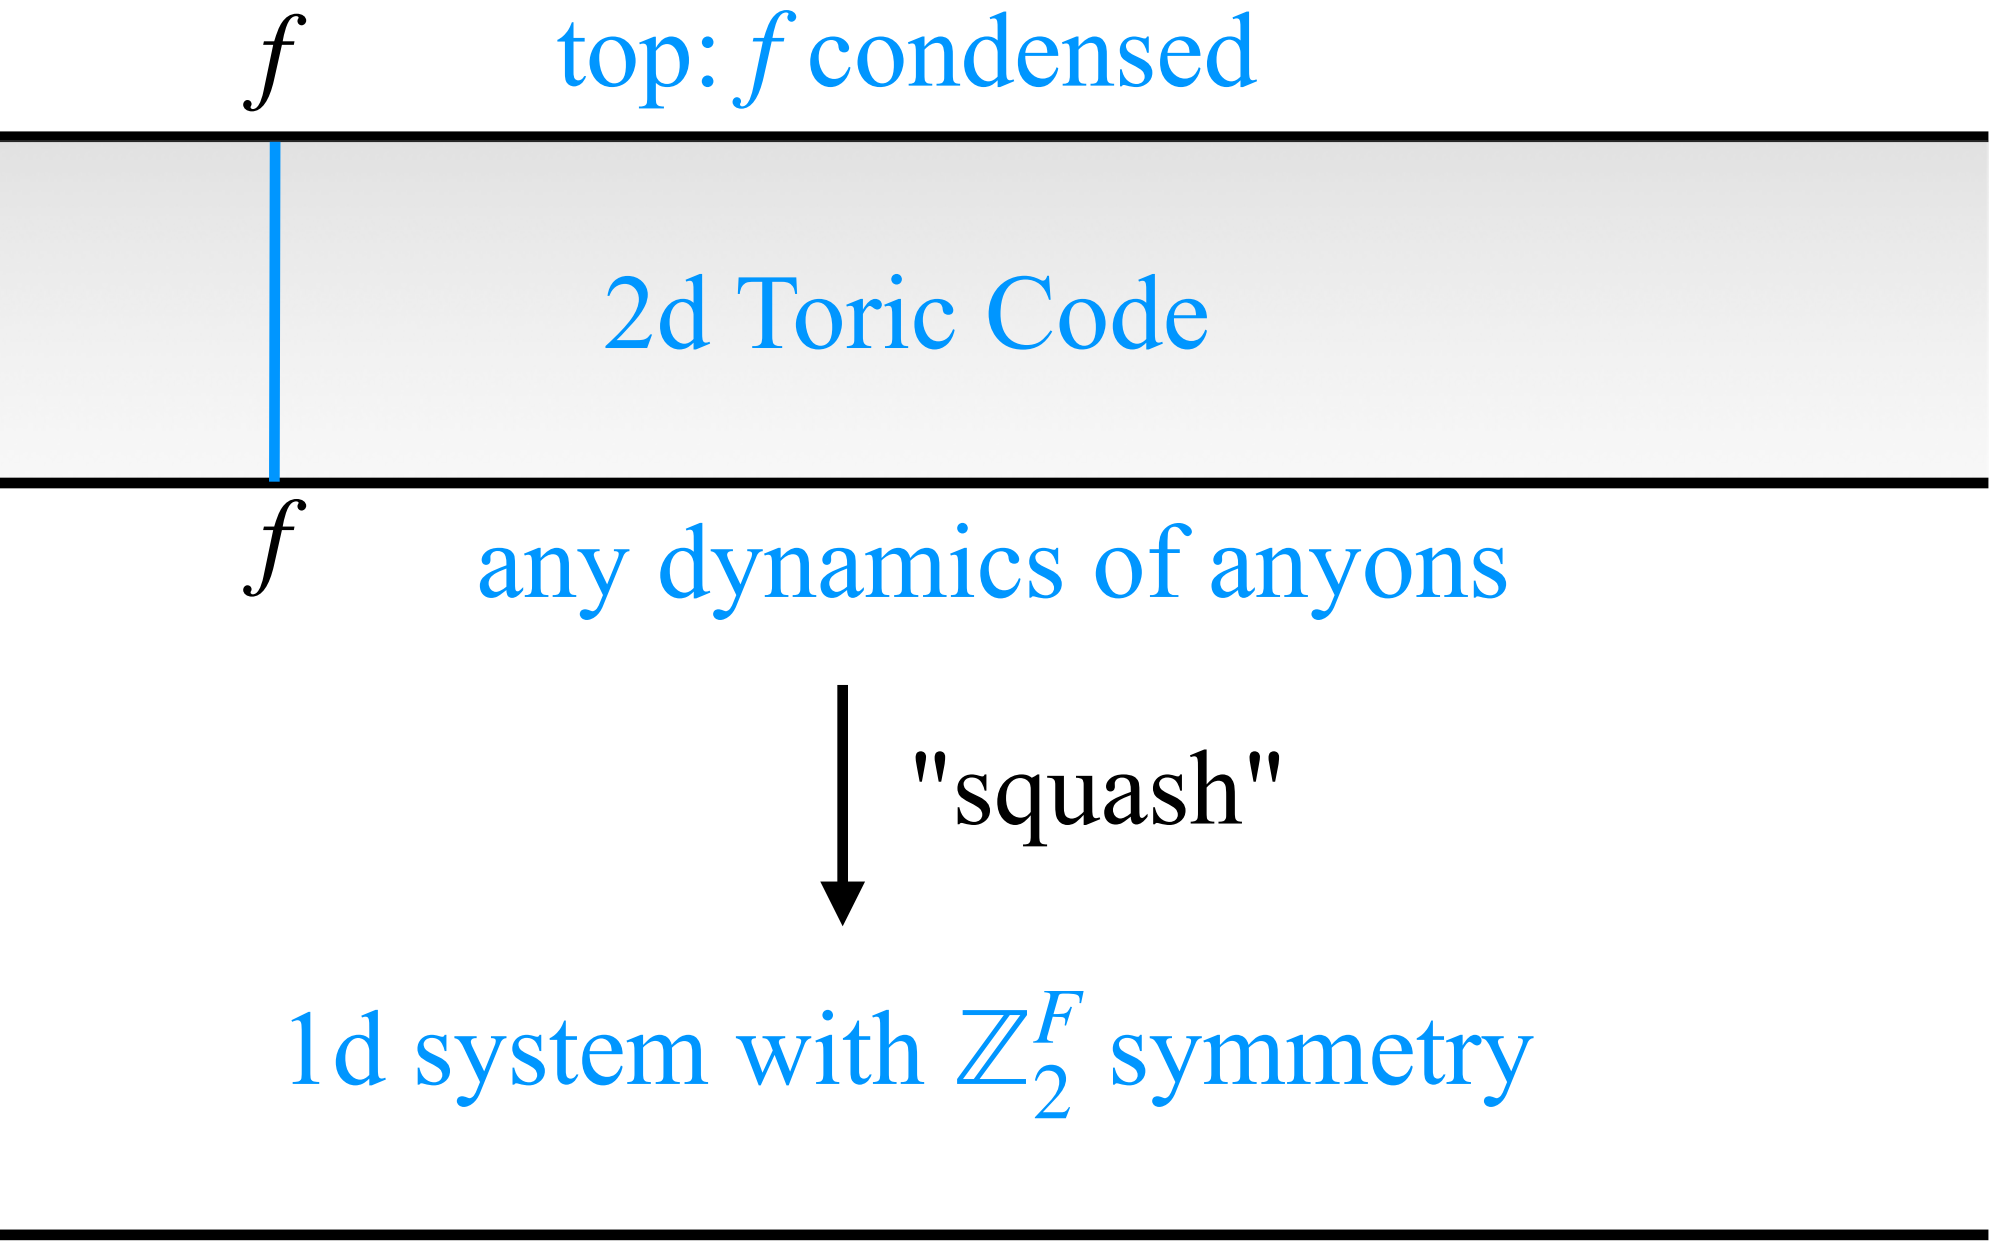 f top: f condensed
2d Toric Code
f any dynamics of anyons
"squash"
1d system with ℤ₂^F symmetry